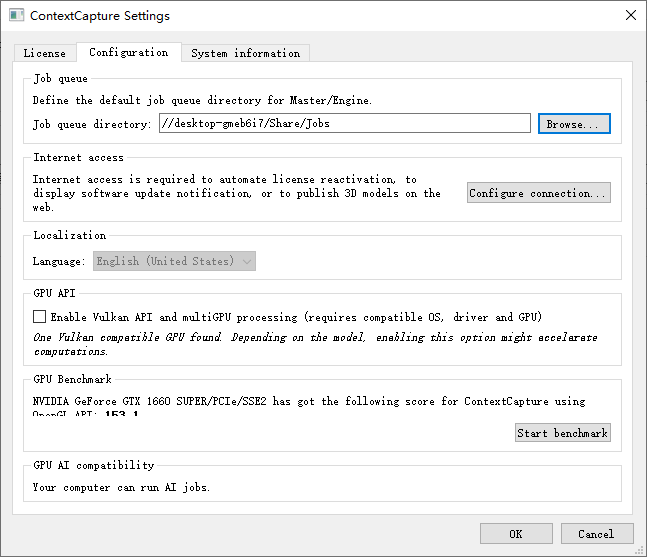 ContextCapture Settings
License
Configuration
System information
Job queue
Define the default job queue directory for Master/Engine.
Job queue directory: //desktop-gmeb6i7/Share/Jobs Browse...
Internet access
Internet access is required to automate license reactivation, to
display software update notification, or to publish 3D models on the
web.
Configure connection...
Localization
Language: English (United States)
GPU API
Enable Vulkan API and multiGPU processing (requires compatible OS, driver and GPU)
One Vulkan compatible GPU found. Depending on the model, enabling this option might accelerate
computations.
GPU Benchmark
NVIDIA GeForce GTX 1660 SUPER/PCIe/SSE2 has got the following score for ContextCapture using
OpenGL API: 153.1
Start benchmark
GPU AI compatibility
Your computer can run AI jobs.
OK
Cancel